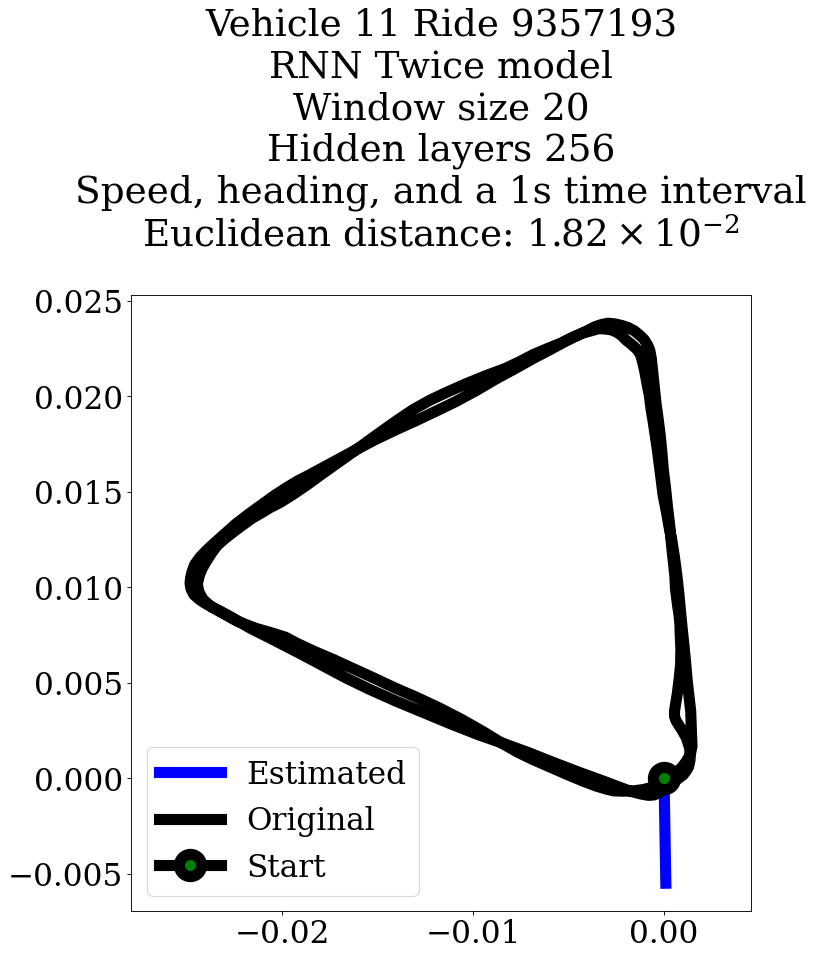 Vehicle 11 Ride 9357193
RNN Twice model
Window size 20
Hidden layers 256
Speed, heading, and a 1s time interval
Euclidean distance: 1.82 × 10⁻²
0.025
0.020
0.015
0.010
0.005
0.000
−0.005
Estimated
Original
Start
−0.02
−0.01
0.00